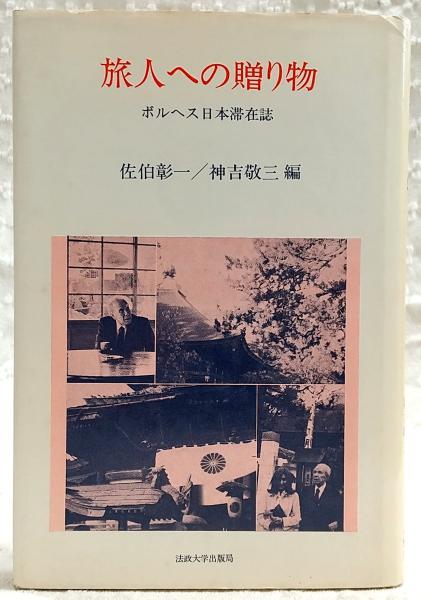 旅人への贈り物
ボルヘス日本滞在誌
佐伯彰一／神吉敬三 編
法政大学出版局